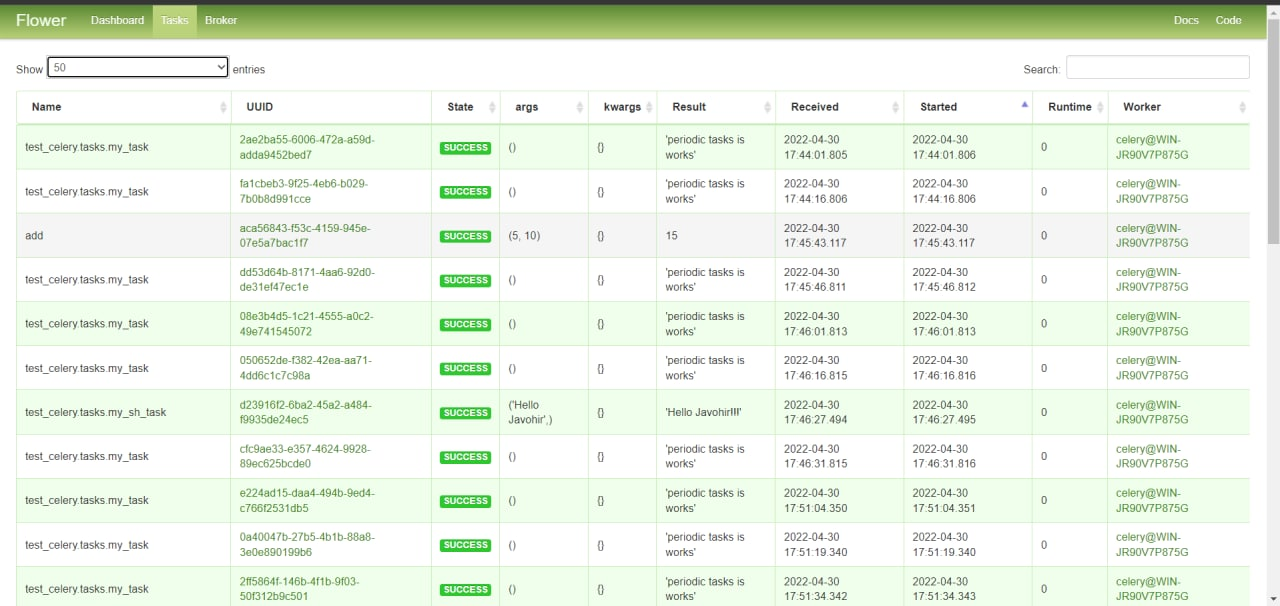 Flower Dashboard Tasks Broker Docs Code
Show 50 entries Search:
Name UUID State args kwargs Result Received Started Runtime Worker
test_celery.tasks.my_task 2ae2ba55-6006-472a-a59d-adda9452bed7 SUCCESS () {} 'periodic tasks is works' 2022-04-30 17:44:01.805 2022-04-30 17:44:01.806 0 celery@WIN-JR90V7P875G
test_celery.tasks.my_task fa1cbeb3-9f25-4eb6-b029-7b0b8d991cce SUCCESS () {} 'periodic tasks is works' 2022-04-30 17:44:16.806 2022-04-30 17:44:16.806 0 celery@WIN-JR90V7P875G
add aca56843-f53c-4159-945e-07e5a7bac1f7 SUCCESS (5, 10) {} 15 2022-04-30 17:45:43.117 2022-04-30 17:45:43.117 0 celery@WIN-JR90V7P875G
test_celery.tasks.my_task dd53d64b-8171-4aa6-92d0-de31ef47ec1e SUCCESS () {} 'periodic tasks is works' 2022-04-30 17:45:46.811 2022-04-30 17:45:46.812 0 celery@WIN-JR90V7P875G
test_celery.tasks.my_task 08e3b4d5-1c21-4555-a0c2-49e741545072 SUCCESS () {} 'periodic tasks is works' 2022-04-30 17:46:01.813 2022-04-30 17:46:01.813 0 celery@WIN-JR90V7P875G
test_celery.tasks.my_task 050652de-f382-42ea-aa71-4dd6c1c7c98a SUCCESS () {} 'periodic tasks is works' 2022-04-30 17:46:16.815 2022-04-30 17:46:16.816 0 celery@WIN-JR90V7P875G
test_celery.tasks.my_sh_task d23916f2-6ba2-45a2-a484-f9935de24ec5 SUCCESS ('Hello Javohir',) {} 'Hello Javohir!!!' 2022-04-30 17:46:27.494 2022-04-30 17:46:27.495 0 celery@WIN-JR90V7P875G
test_celery.tasks.my_task cfc9ae33-e357-4624-9928-89ec625bcde0 SUCCESS () {} 'periodic tasks is works' 2022-04-30 17:46:31.815 2022-04-30 17:46:31.816 0 celery@WIN-JR90V7P875G
test_celery.tasks.my_task e224ad15-daa4-494b-9ed4-c766f2531db5 SUCCESS () {} 'periodic tasks is works' 2022-04-30 17:51:04.350 2022-04-30 17:51:04.351 0 celery@WIN-JR90V7P875G
test_celery.tasks.my_task 0a40047b-27b5-4b1b-88a8-3e0e890199b6 SUCCESS () {} 'periodic tasks is works' 2022-04-30 17:51:19.340 2022-04-30 17:51:19.340 0 celery@WIN-JR90V7P875G
test_celery.tasks.my_task 2ff5864f-146b-4f1b-9f03-50f312b9c501 SUCCESS () {} 'periodic tasks is works' 2022-04-30 17:51:34.342 2022-04-30 17:51:34.343 0 celery@WIN-JR90V7P875G